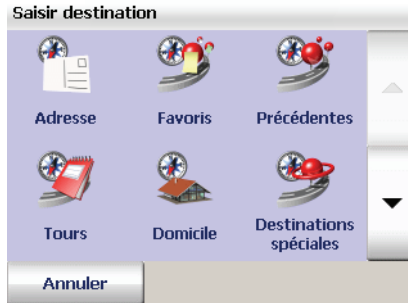 Saisir destination
Adresse
Favoris
Précédentes
Tours
Domicile
Destinations
spéciales
Annuler